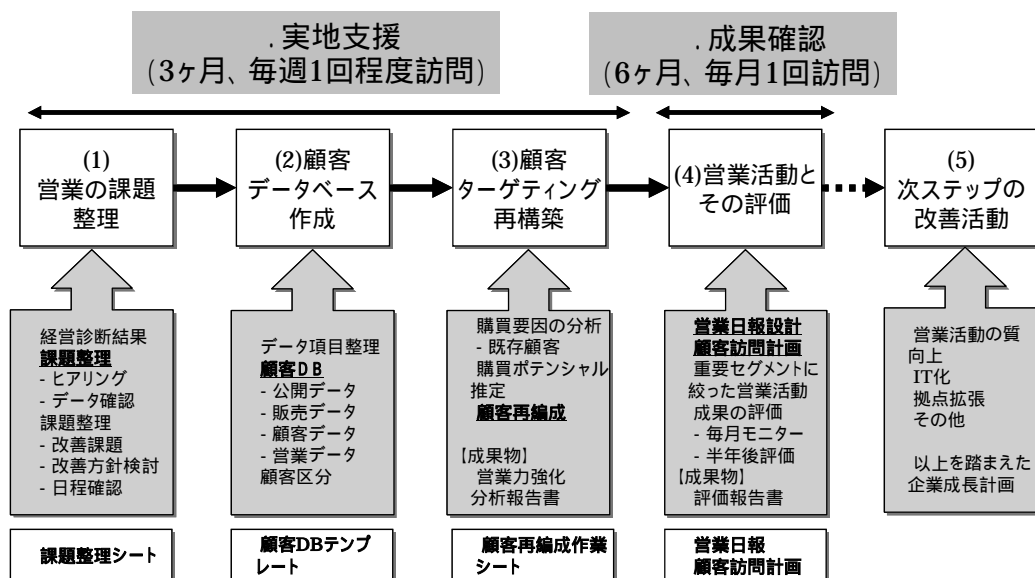 .実地支援
(3ヶ月、毎週1回程度訪問)
.成果確認
(6ヶ月、毎月1回訪問)
(1)
営業の課題
整理
(2)顧客
データベース
作成
(3)顧客
ターゲティング
再構築
(4)営業活動と
その評価
(5)
次ステップの
改善活動
経営診断結果
課題整理
- ヒアリング
- データ確認
課題整理
- 改善課題
- 改善方針検討
- 日程確認
データ項目整理
顧客DB
- 公開データ
- 販売データ
- 顧客データ
- 営業データ
顧客区分
購買要因の分析
- 既存顧客
購買ポテンシャル
推定
顧客再編成
【成果物】
営業力強化
分析報告書
営業日報設計
顧客訪問計画
重要セグメントに
絞った営業活動
成果の評価
- 毎月モニター
- 半年後評価
【成果物】
評価報告書
営業活動の質
向上
IT化
拠点拡張
その他
以上を踏まえた
企業成長計画
課題整理シート
顧客DBテンプ
レート
顧客再編成作業
シート
営業日報
顧客訪問計画